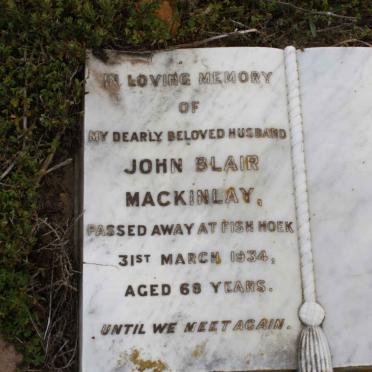 IN LOVING MEMORY
OF
MY DEARLY BELOVED HUSBAND
JOHN BLAIR
MACKINLAY,
PASSED AWAY AT FISH HOEK
31ST MARCH 1934,
AGED 68 YEARS.
UNTIL WE MEET AGAIN.